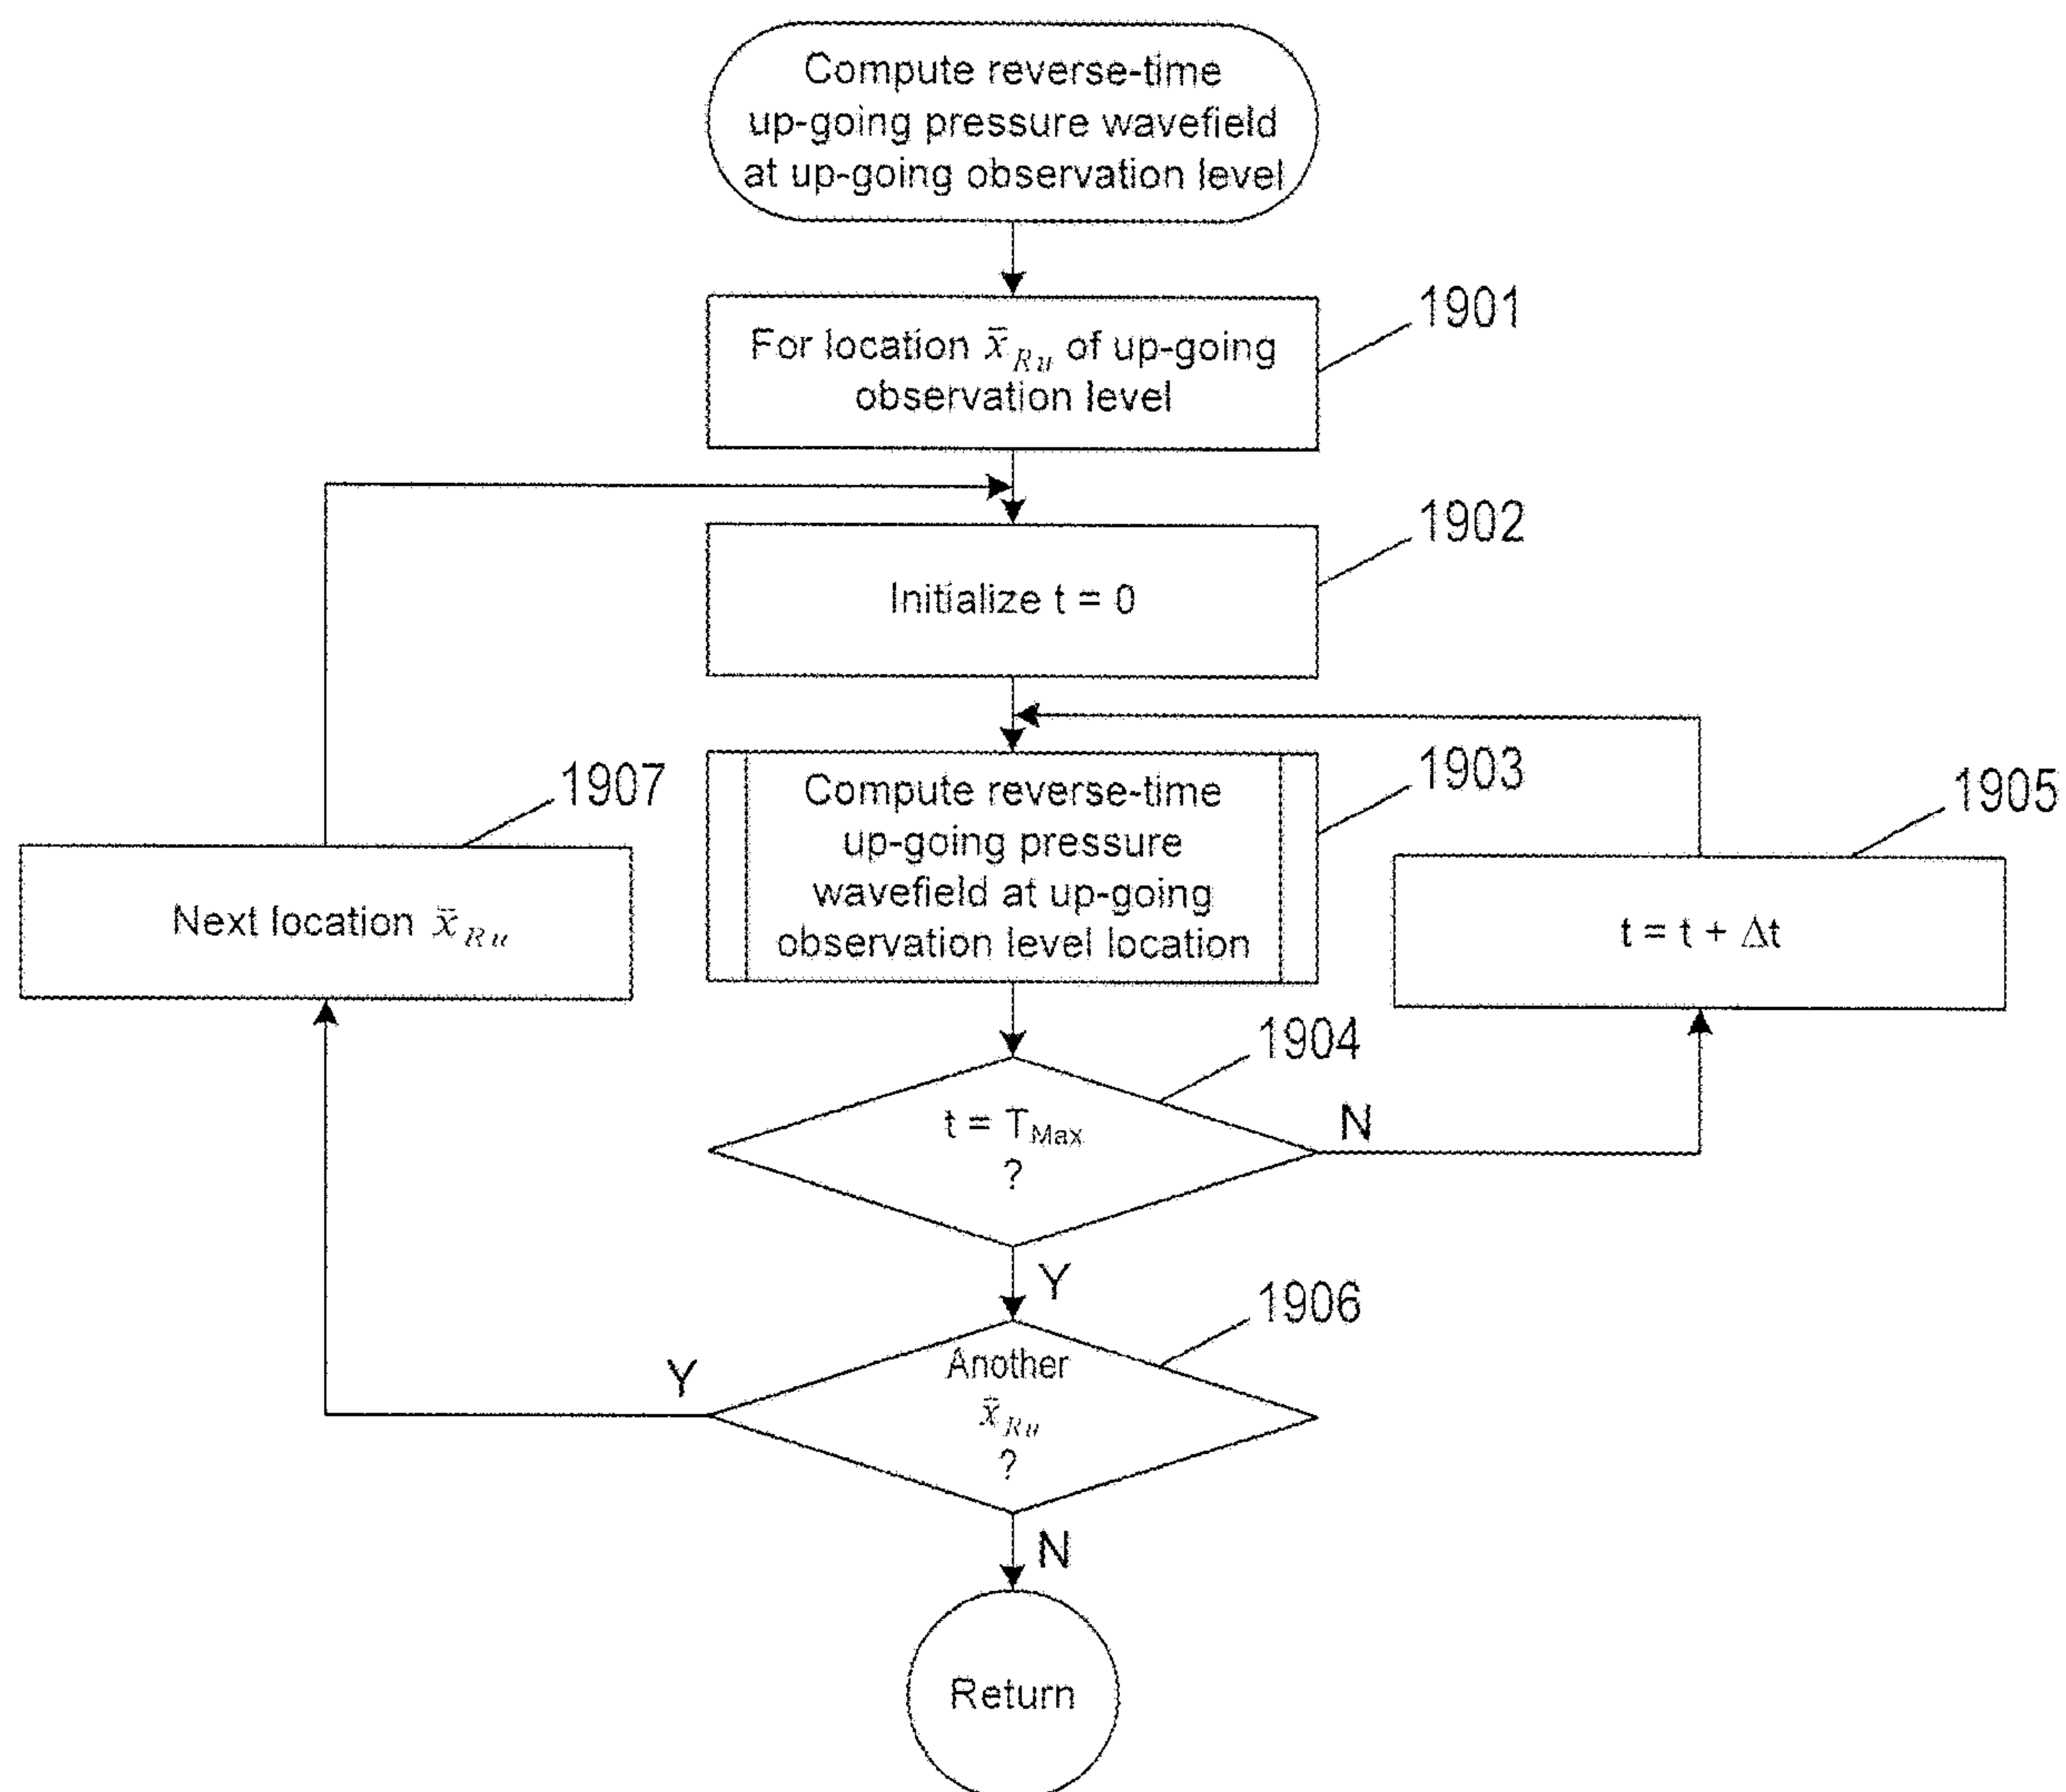 Compute reverse-time
up-going pressure wavefield
at up-going observation level
1901
For location x̄ Ru of up-going
observation level
1902
Initialize t = 0
1903
Compute reverse-time
up-going pressure
wavefield at up-going
observation level location
1907
Next location x̄ Ru
1905
t = t + Δt
1904
t = TMax
?
N
Y
1906
Another
x̄ Ru
?
Y
N
Return